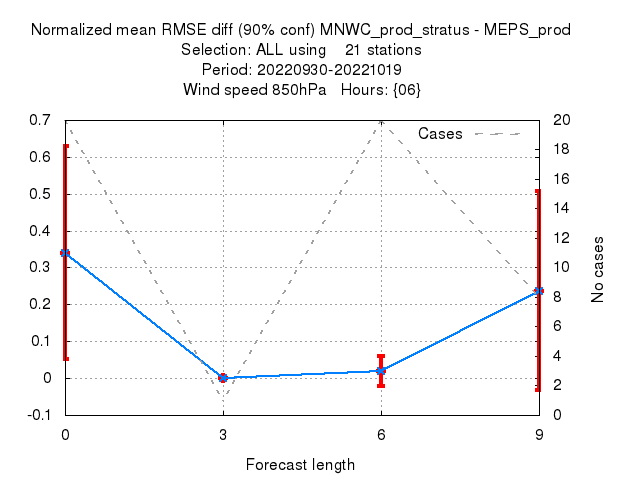 Normalized mean RMSE diff (90% conf) MNWC_prod_stratus - MEPS_prod
Selection: ALL using 21 stations
Period: 20220930-20221019
Wind speed 850hPa Hours: {06}
Cases
0.7
0.6
0.5
0.4
0.3
0.2
0.1
0
-0.1
20
18
16
14
12
10
8
6
4
2
0
No cases
0 3 6 9
Forecast length